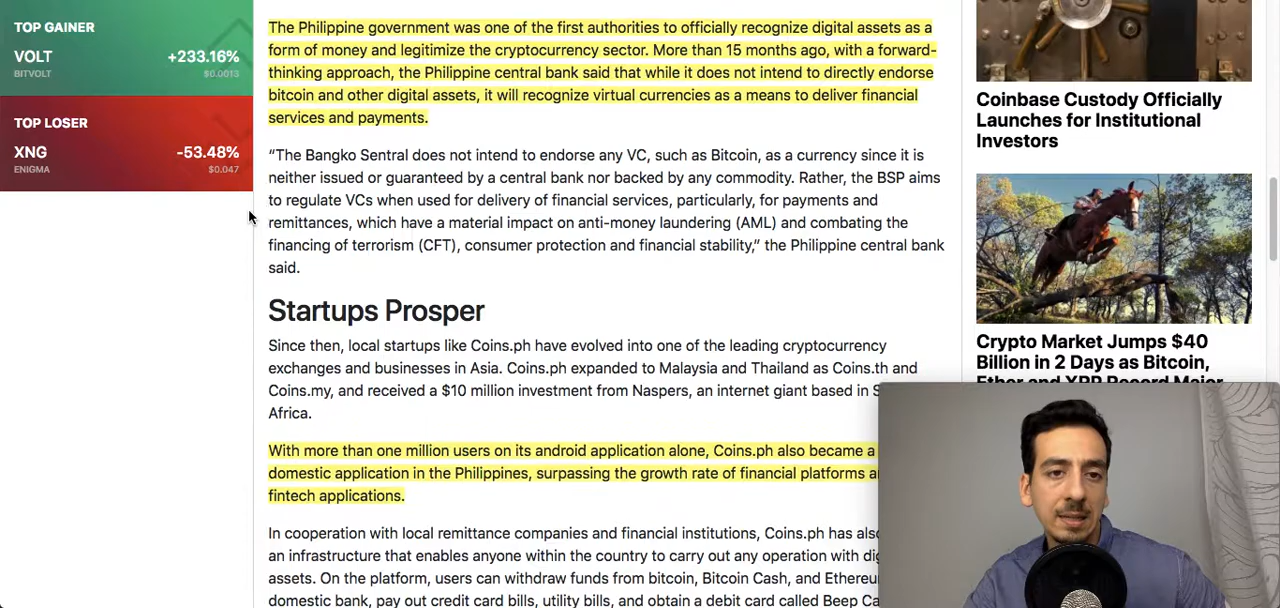 TOP GAINER
VOLT +233.16%
BITVOLT $0.0013
TOP LOSER
XNG -53.48%
ENIGMA $0.047
The Philippine government was one of the first authorities to officially recognize digital assets as a
form of money and legitimize the cryptocurrency sector. More than 15 months ago, with a forward-
thinking approach, the Philippine central bank said that while it does not intend to directly endorse
bitcoin and other digital assets, it will recognize virtual currencies as a means to deliver financial
services and payments.
“The Bangko Sentral does not intend to endorse any VC, such as Bitcoin, as a currency since it is
neither issued or guaranteed by a central bank nor backed by any commodity. Rather, the BSP aims
to regulate VCs when used for delivery of financial services, particularly, for payments and
remittances, which have a material impact on anti-money laundering (AML) and combating the
financing of terrorism (CFT), consumer protection and financial stability,” the Philippine central bank
said.
Startups Prosper
Since then, local startups like Coins.ph have evolved into one of the leading cryptocurrency
exchanges and businesses in Asia. Coins.ph expanded to Malaysia and Thailand as Coins.th and
Coins.my, and received a $10 million investment from Naspers, an internet giant based in S
Africa.
With more than one million users on its android application alone, Coins.ph also became a
domestic application in the Philippines, surpassing the growth rate of financial platforms a
fintech applications.
In cooperation with local remittance companies and financial institutions, Coins.ph has als
an infrastructure that enables anyone within the country to carry out any operation with di
assets. On the platform, users can withdraw funds from bitcoin, Bitcoin Cash, and Ethereu
domestic bank, pay out credit card bills, utility bills, and obtain a debit card called Beep Ca
Coinbase Custody Officially
Launches for Institutional
Investors
Crypto Market Jumps $40
Billion in 2 Days as Bitcoin,
Ether and XRP Record Major